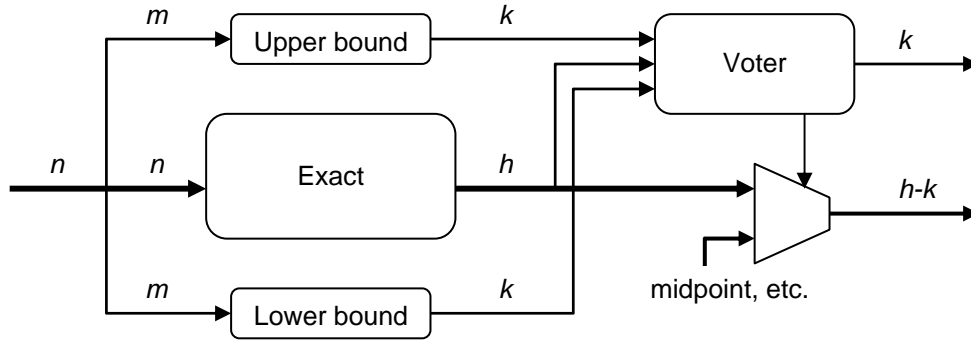 m
Upper bound
k
Voter
k
n
n
Exact
h
h-k
m
Lower bound
k
midpoint, etc.